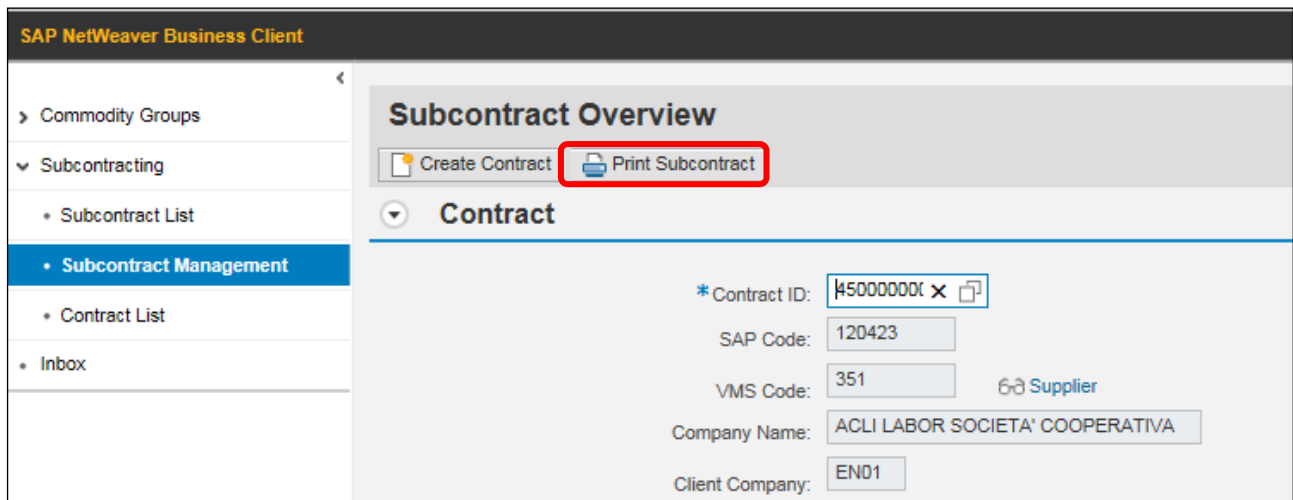 SAP NetWeaver Business Client
Commodity Groups
Subcontracting
Subcontract List
Subcontract Management
Contract List
Inbox
Subcontract Overview
Create Contract Print Subcontract
Contract
*Contract ID: 450000000
SAP Code: 120423
VMS Code: 351 Supplier
Company Name: ACLI LABOR SOCIETA' COOPERATIVA
Client Company: EN01